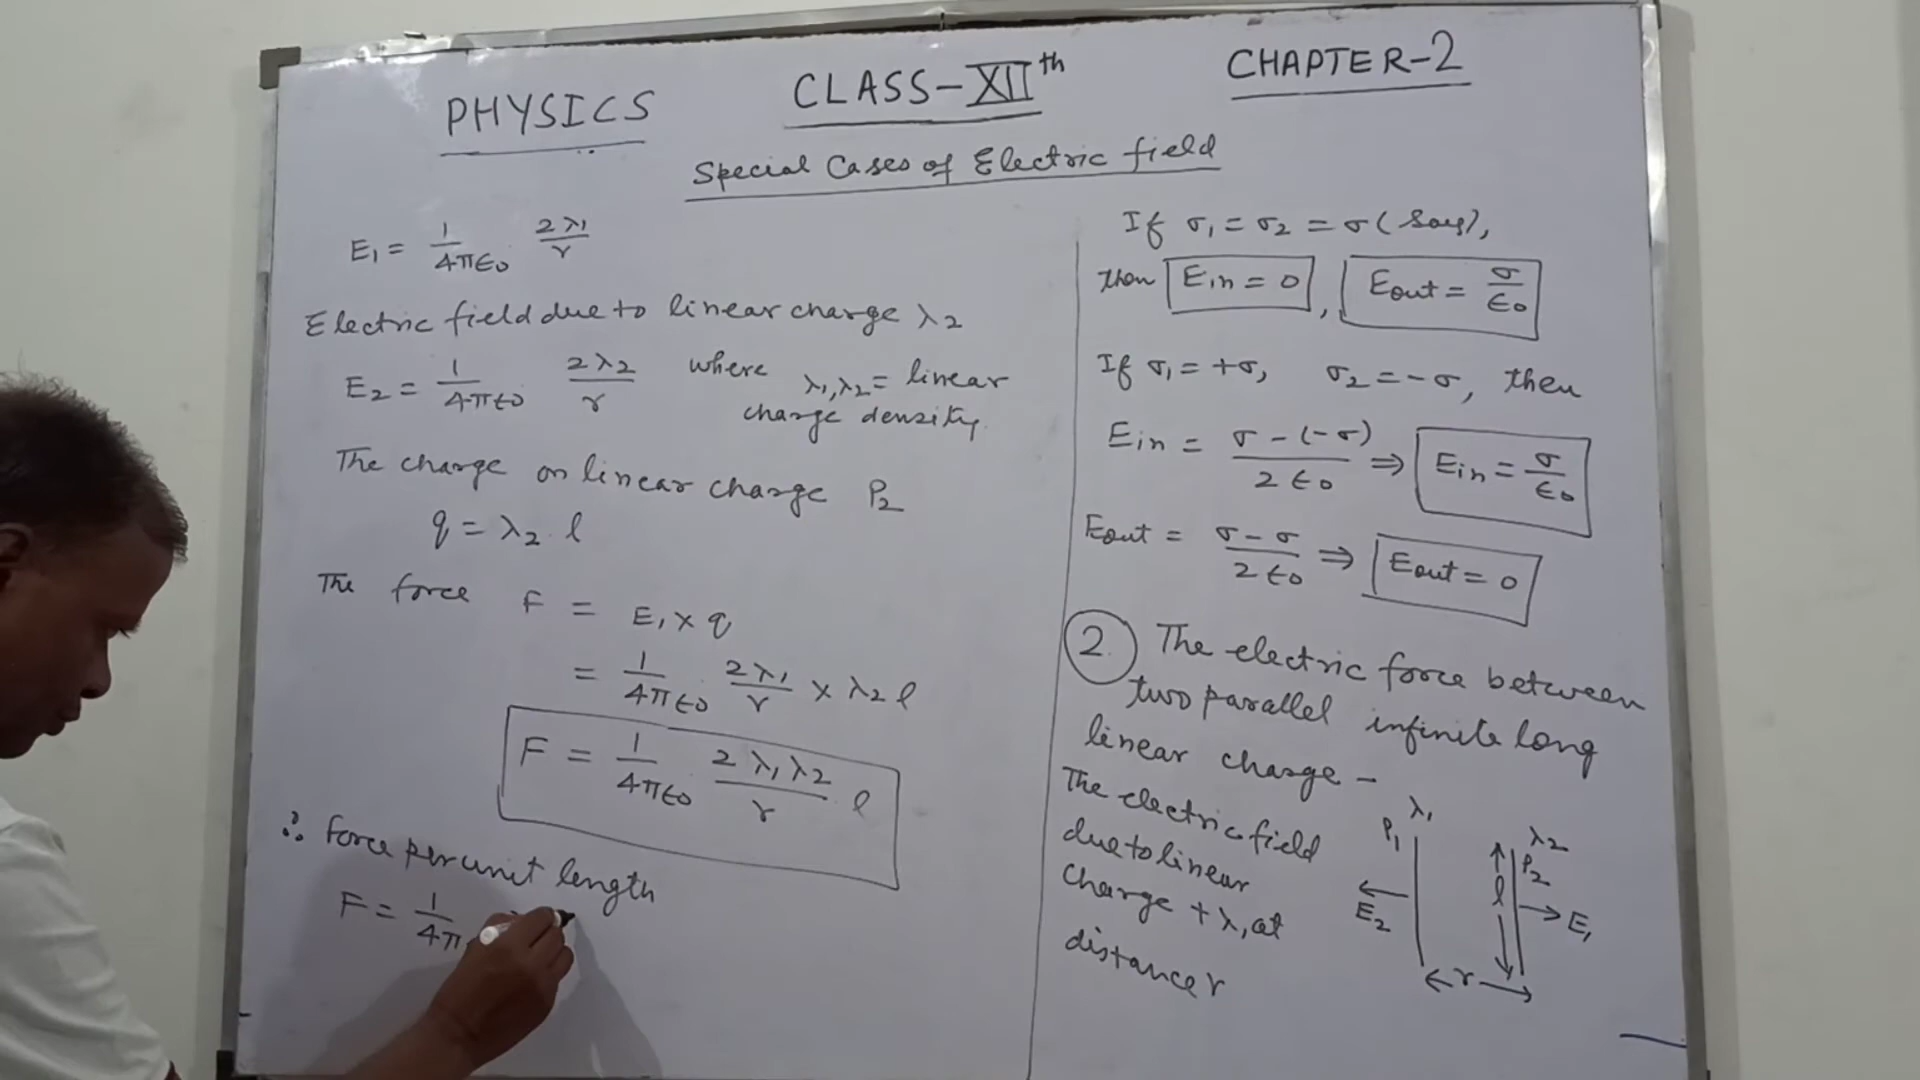 PHYSICS CLASS-XIIth CHAPTER-2
Special Cases of Electric field
E₁ = 1/4πε₀ 2λ₁/r
Electric field due to linear charge λ₂
E₂ = 1/4πε₀ 2λ₂/r where λ₁,λ₂ = linear
charge density.
The charge on linear charge P₂
q = λ₂ . l
The force F = E₁ × q
= 1/4πε₀ 2λ₁/r × λ₂ l
F = 1/4πε₀ 2λ₁λ₂/r l
∴ Force per unit length
F = 1/4π
If σ₁ = σ₂ = σ (say),
then Ein = 0 , Eout = σ/ε₀
If σ₁ = +σ, σ₂ = -σ, then
Ein = σ-(-σ)/2ε₀ ⇒ Ein = σ/ε₀
Eout = σ-σ/2ε₀ ⇒ Eout = 0
2. The electric force between
two parallel infinite long
linear charge -
The electric field
due to linear
charge +λ, at
distance r
λ₁
P₁
λ₂
P₂
l
E₂
E₁
r